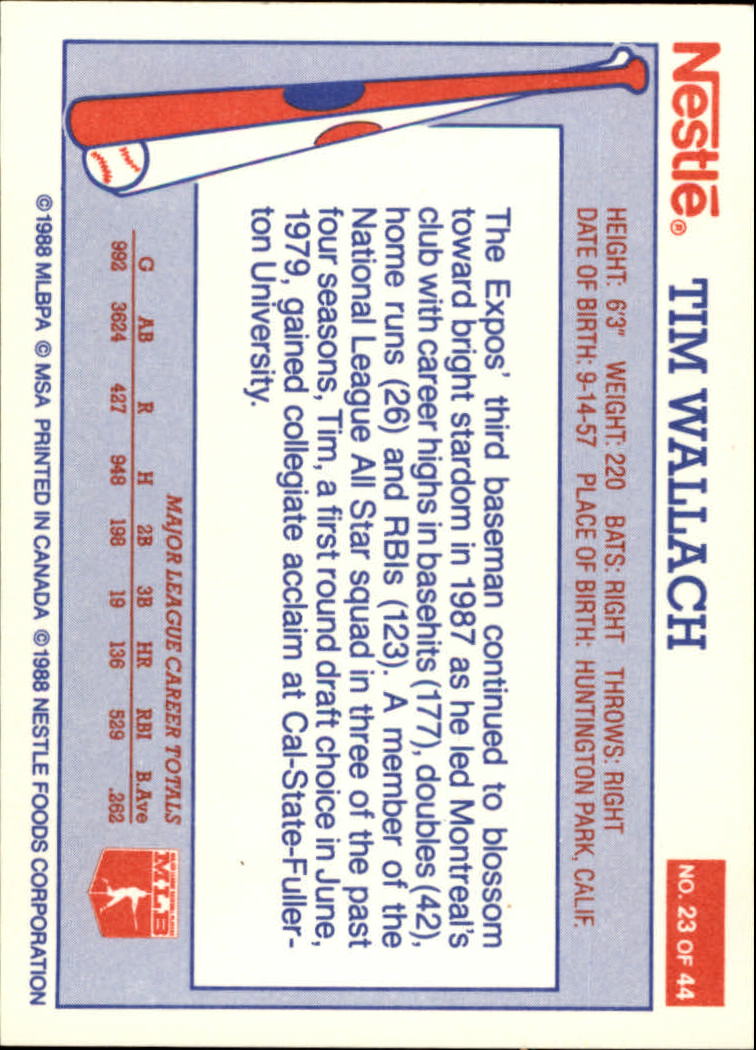 Nestlē® TIM WALLACH NO. 23 OF 44
HEIGHT: 6'3" WEIGHT: 220 BATS: RIGHT THROWS: RIGHT
DATE OF BIRTH: 9-14-57 PLACE OF BIRTH: HUNTINGTON PARK, CALIF.
The Expos' third baseman continued to blossom
toward bright stardom in 1987 as he led Montreal's
club with career highs in basehits (177), doubles (42),
home runs (26) and RBIs (123). A member of the
National League All Star squad in three of the past
four seasons, Tim, a first round draft choice in June,
1979, gained collegiate acclaim at Cal-State-Fuller-
ton University.
MAJOR LEAGUE CAREER TOTALS
G AB R H 2B 3B HR RBI B.Ave
992 3624 427 948 198 19 136 529 .262
MLB
©1988 MLBPA ©MSA PRINTED IN CANADA ©1988 NESTLE FOODS CORPORATION